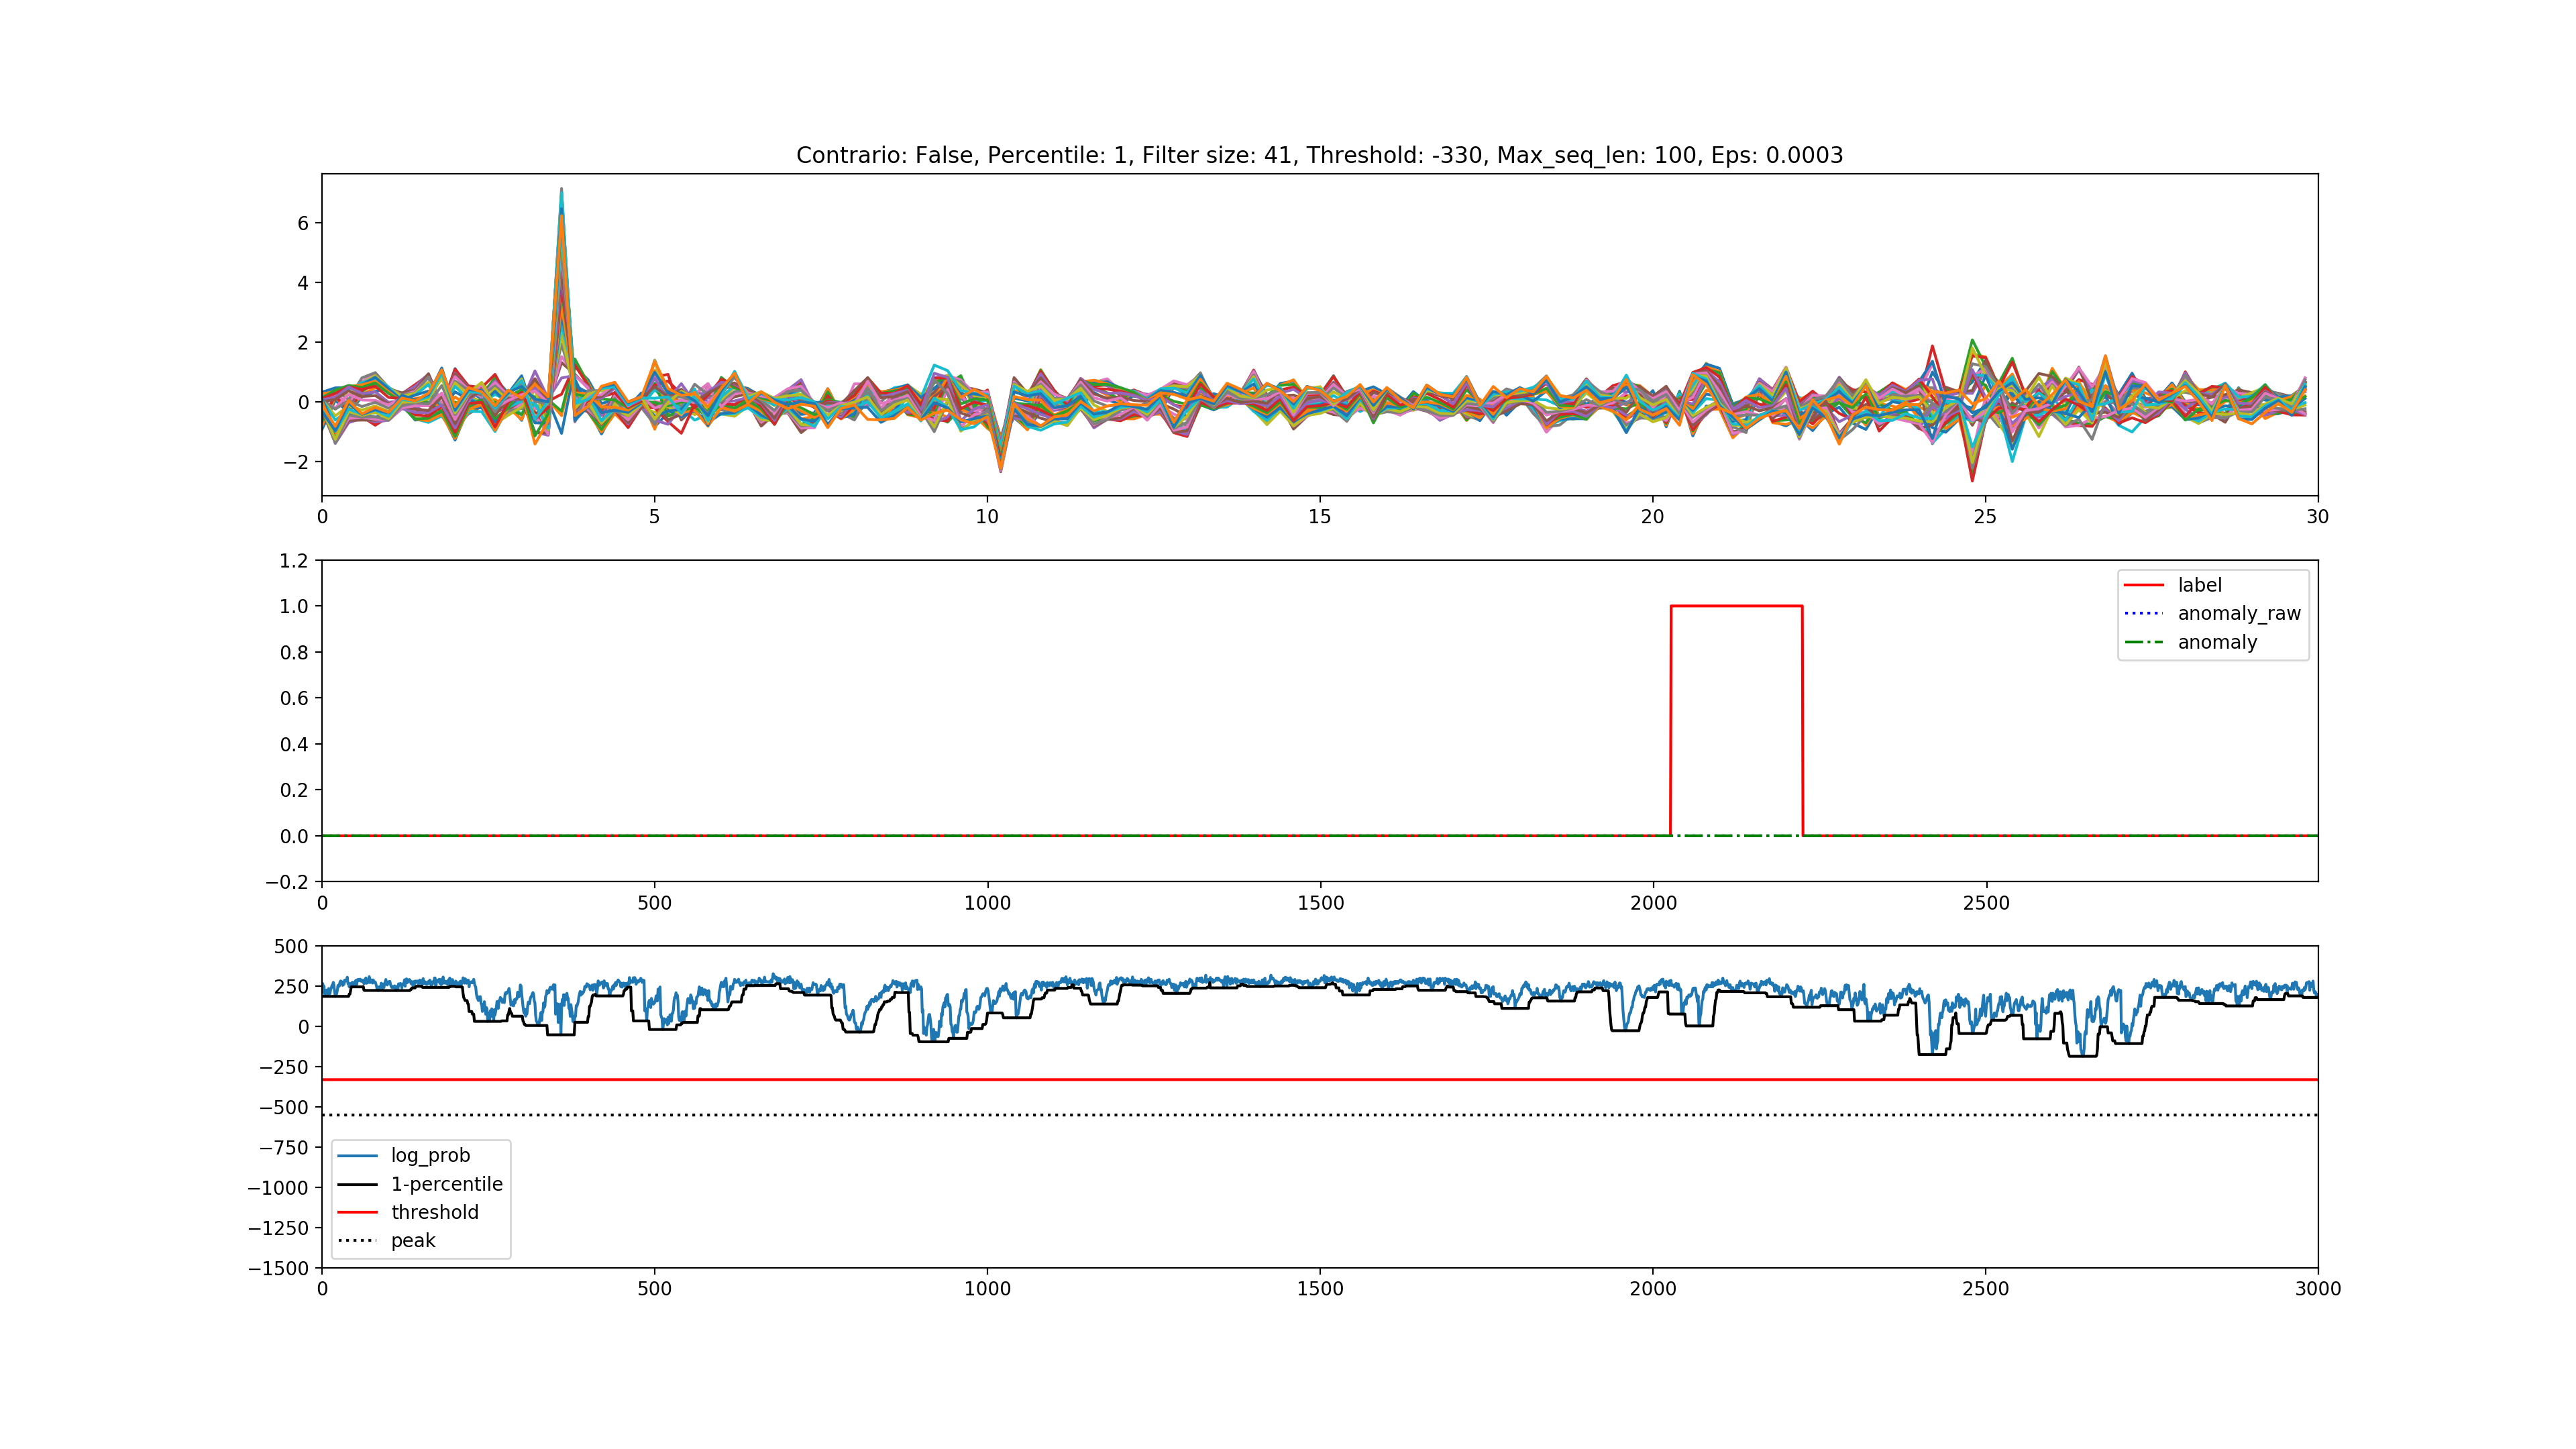 Contrario: False, Percentile: 1, Filter size: 41, Threshold: -330, Max_seq_len: 100, Eps: 0.0003
6
4
2
0
−2
0 5 10 15 20 25 30
1.2
1.0
0.8
0.6
0.4
0.2
0.0
−0.2
label
anomaly_raw
anomaly
0 500 1000 1500 2000 2500
500
250
0
−250
−500
−750
−1000
−1250
−1500
log_prob
1-percentile
threshold
peak
0 500 1000 1500 2000 2500 3000